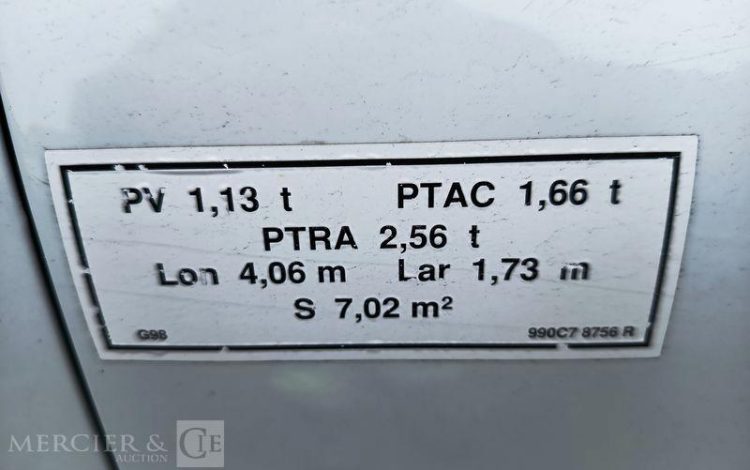 PV 1,13 t PTAC 1,66 t
PTRA 2,56 t
Lon 4,06 m Lar 1,73 m
S 7,02 m²
G9B 990C7 8756 R
MERCIER & CIE
AUCTION